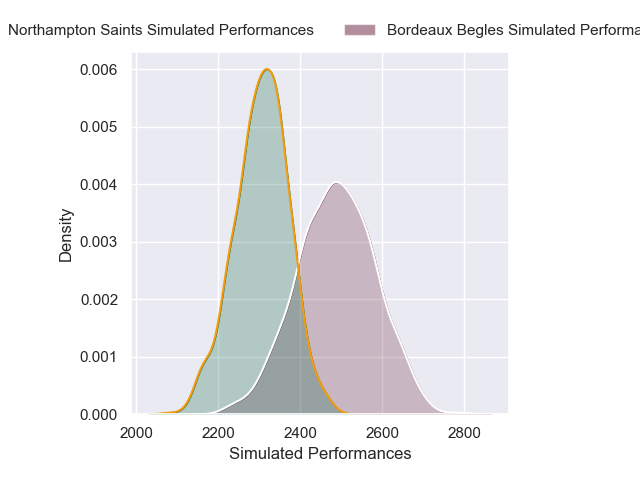 Northampton Saints Simulated Performances
Bordeaux Begles Simulated Performa
0.006
0.005
0.004
0.003
0.002
0.001
0.000
Density
2000 2200 2400 2600 2800
Simulated Performances